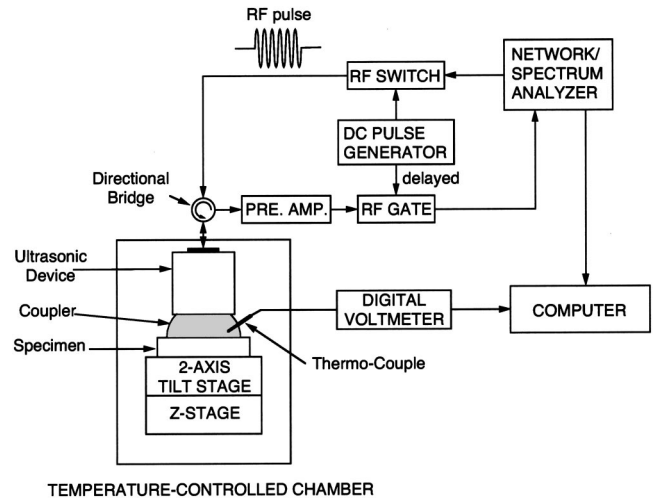 RF pulse
NETWORK/
SPECTRUM
ANALYZER
RF SWITCH
DC PULSE
GENERATOR
delayed
Directional
Bridge
PRE. AMP.
RF GATE
Ultrasonic
Device
Coupler
Specimen
DIGITAL
VOLTMETER
COMPUTER
Thermo-Couple
2-AXIS
TILT STAGE
Z-STAGE
TEMPERATURE-CONTROLLED CHAMBER